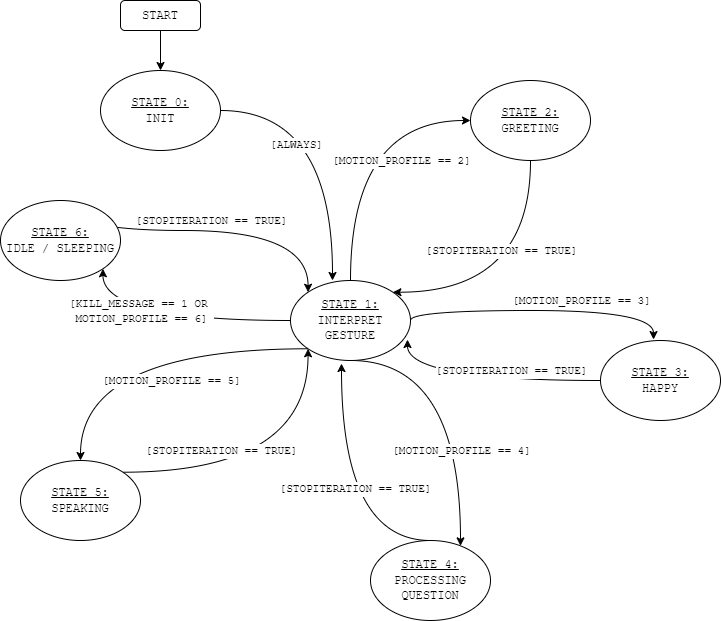 START
STATE 0:
INIT
[ALWAYS]
STATE 2:
GREETING
[MOTION_PROFILE == 2]
STATE 6:
IDLE / SLEEPING
[STOPITERATION == TRUE]
[STOPITERATION == TRUE]
[KILL_MESSAGE == 1 OR
MOTION_PROFILE == 6]
STATE 1:
INTERPRET
GESTURE
[MOTION_PROFILE == 3]
[STOPITERATION == TRUE]
STATE 3:
HAPPY
[MOTION_PROFILE == 5]
[STOPITERATION == TRUE]
[MOTION_PROFILE == 4]
STATE 5:
SPEAKING
[STOPITERATION == TRUE]
STATE 4:
PROCESSING
QUESTION